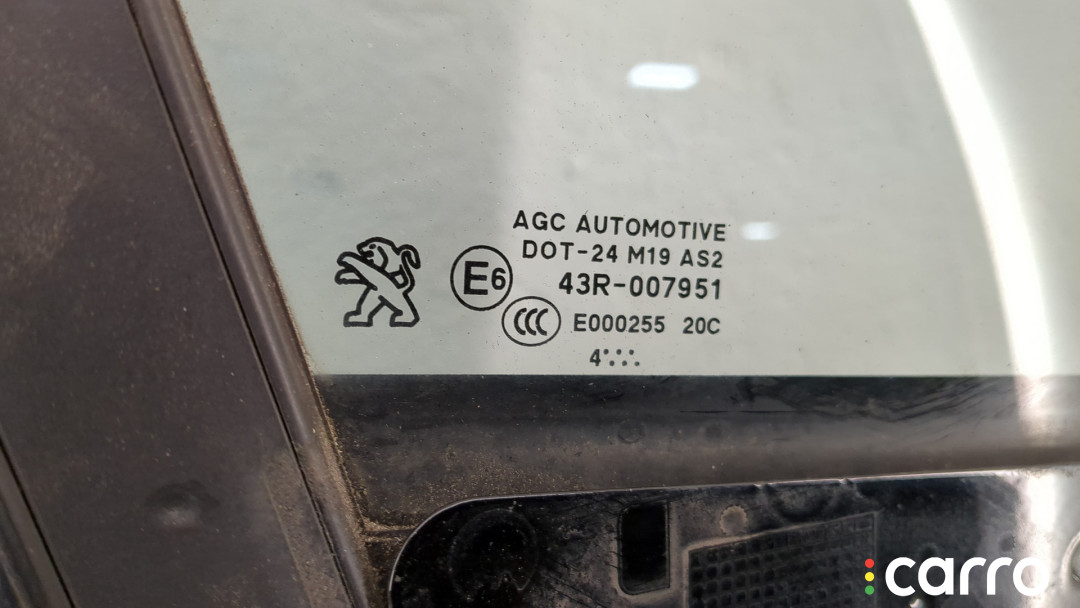 AGC AUTOMOTIVE
DOT-24 M19 AS2
E6
43R-007951
CCC E000255 20C
4
carro